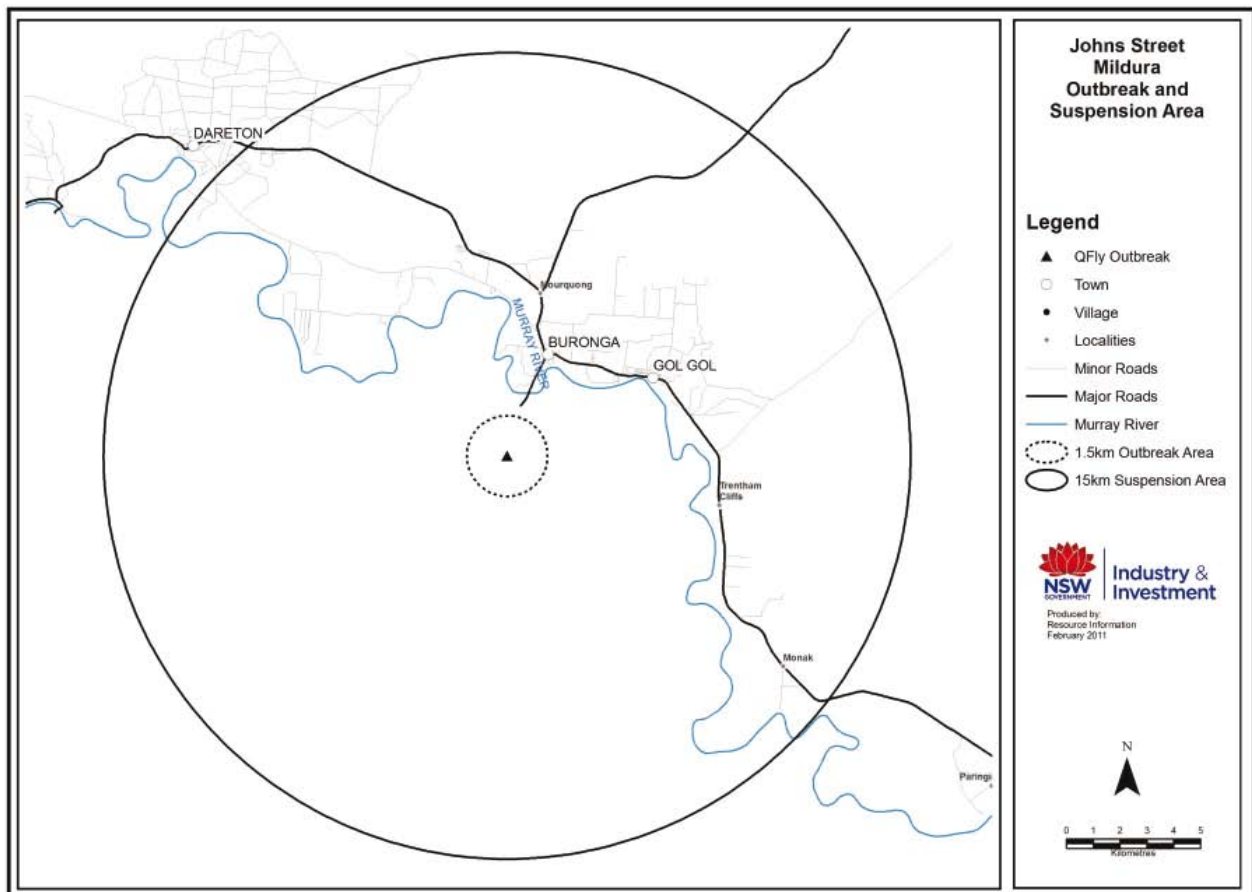 Johns Street
Mildura
Outbreak and
Suspension Area
DARETON
Mourquong
MURRAY RIVER
BURONGA
GOL GOL
Trentham
Cliffs
Monak
Paringi
Legend
QFly Outbreak
Town
Village
Localities
Minor Roads
Major Roads
Murray River
1.5km Outbreak Area
15km Suspension Area
NSW
GOVERNMENT
Industry &
Investment
Produced by:
Resource Information
February 2011
N
0 1 2 3 4 5
Kilometres